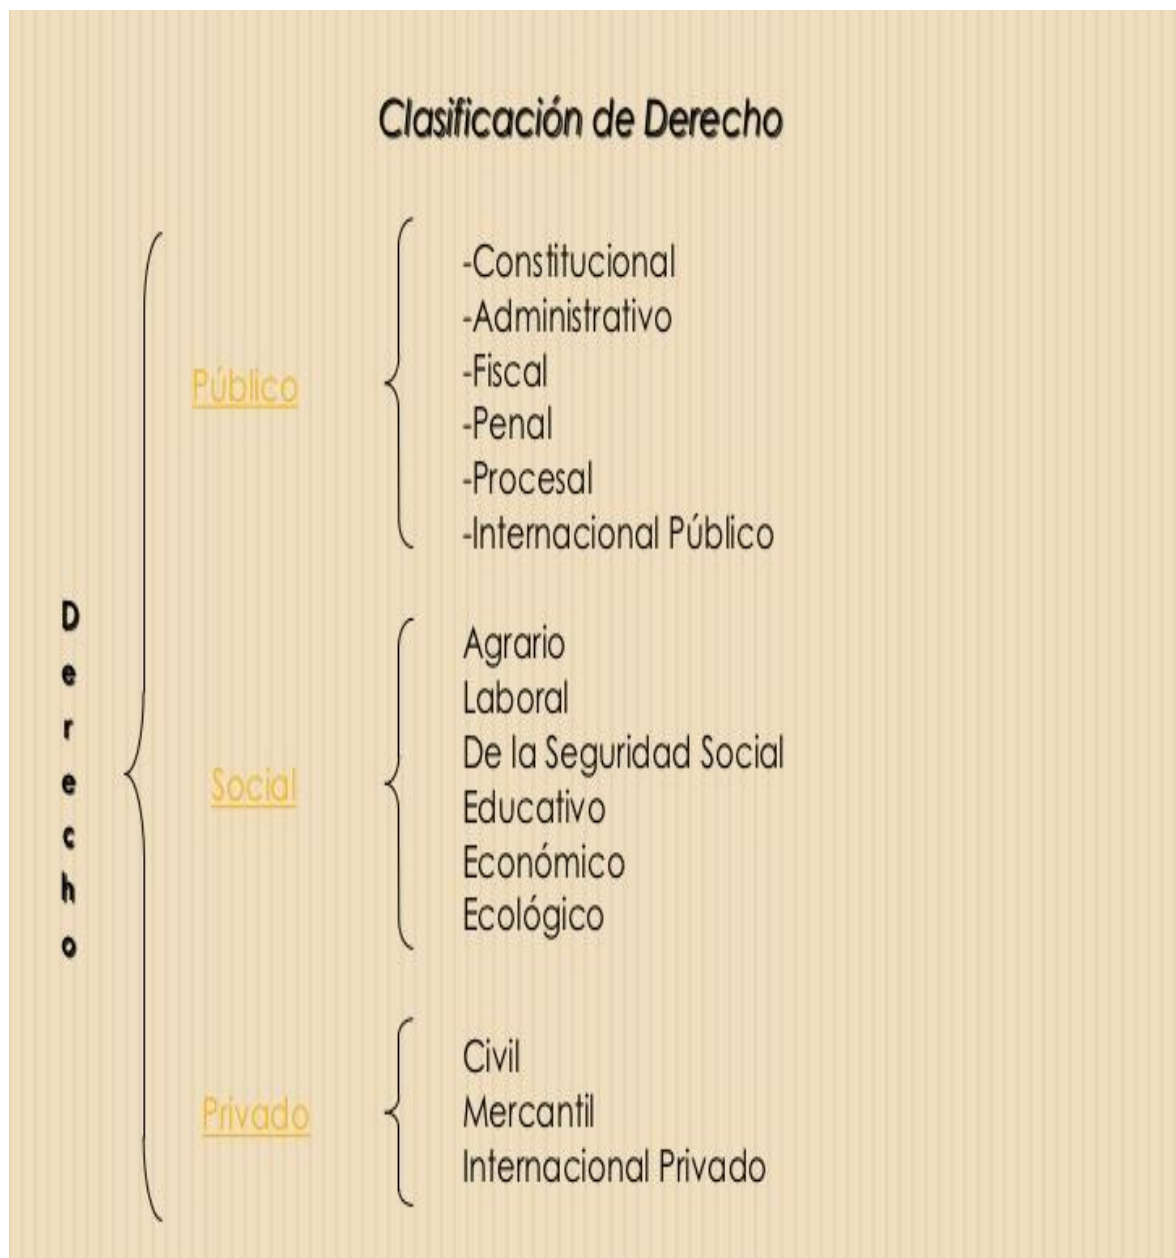 Clasificación de Derecho
Derecho
Público
-Constitucional
-Administrativo
-Fiscal
-Penal
-Procesal
-Internacional Público
Social
Agrario
Laboral
De la Seguridad Social
Educativo
Económico
Ecológico
Privado
Civil
Mercantil
Internacional Privado